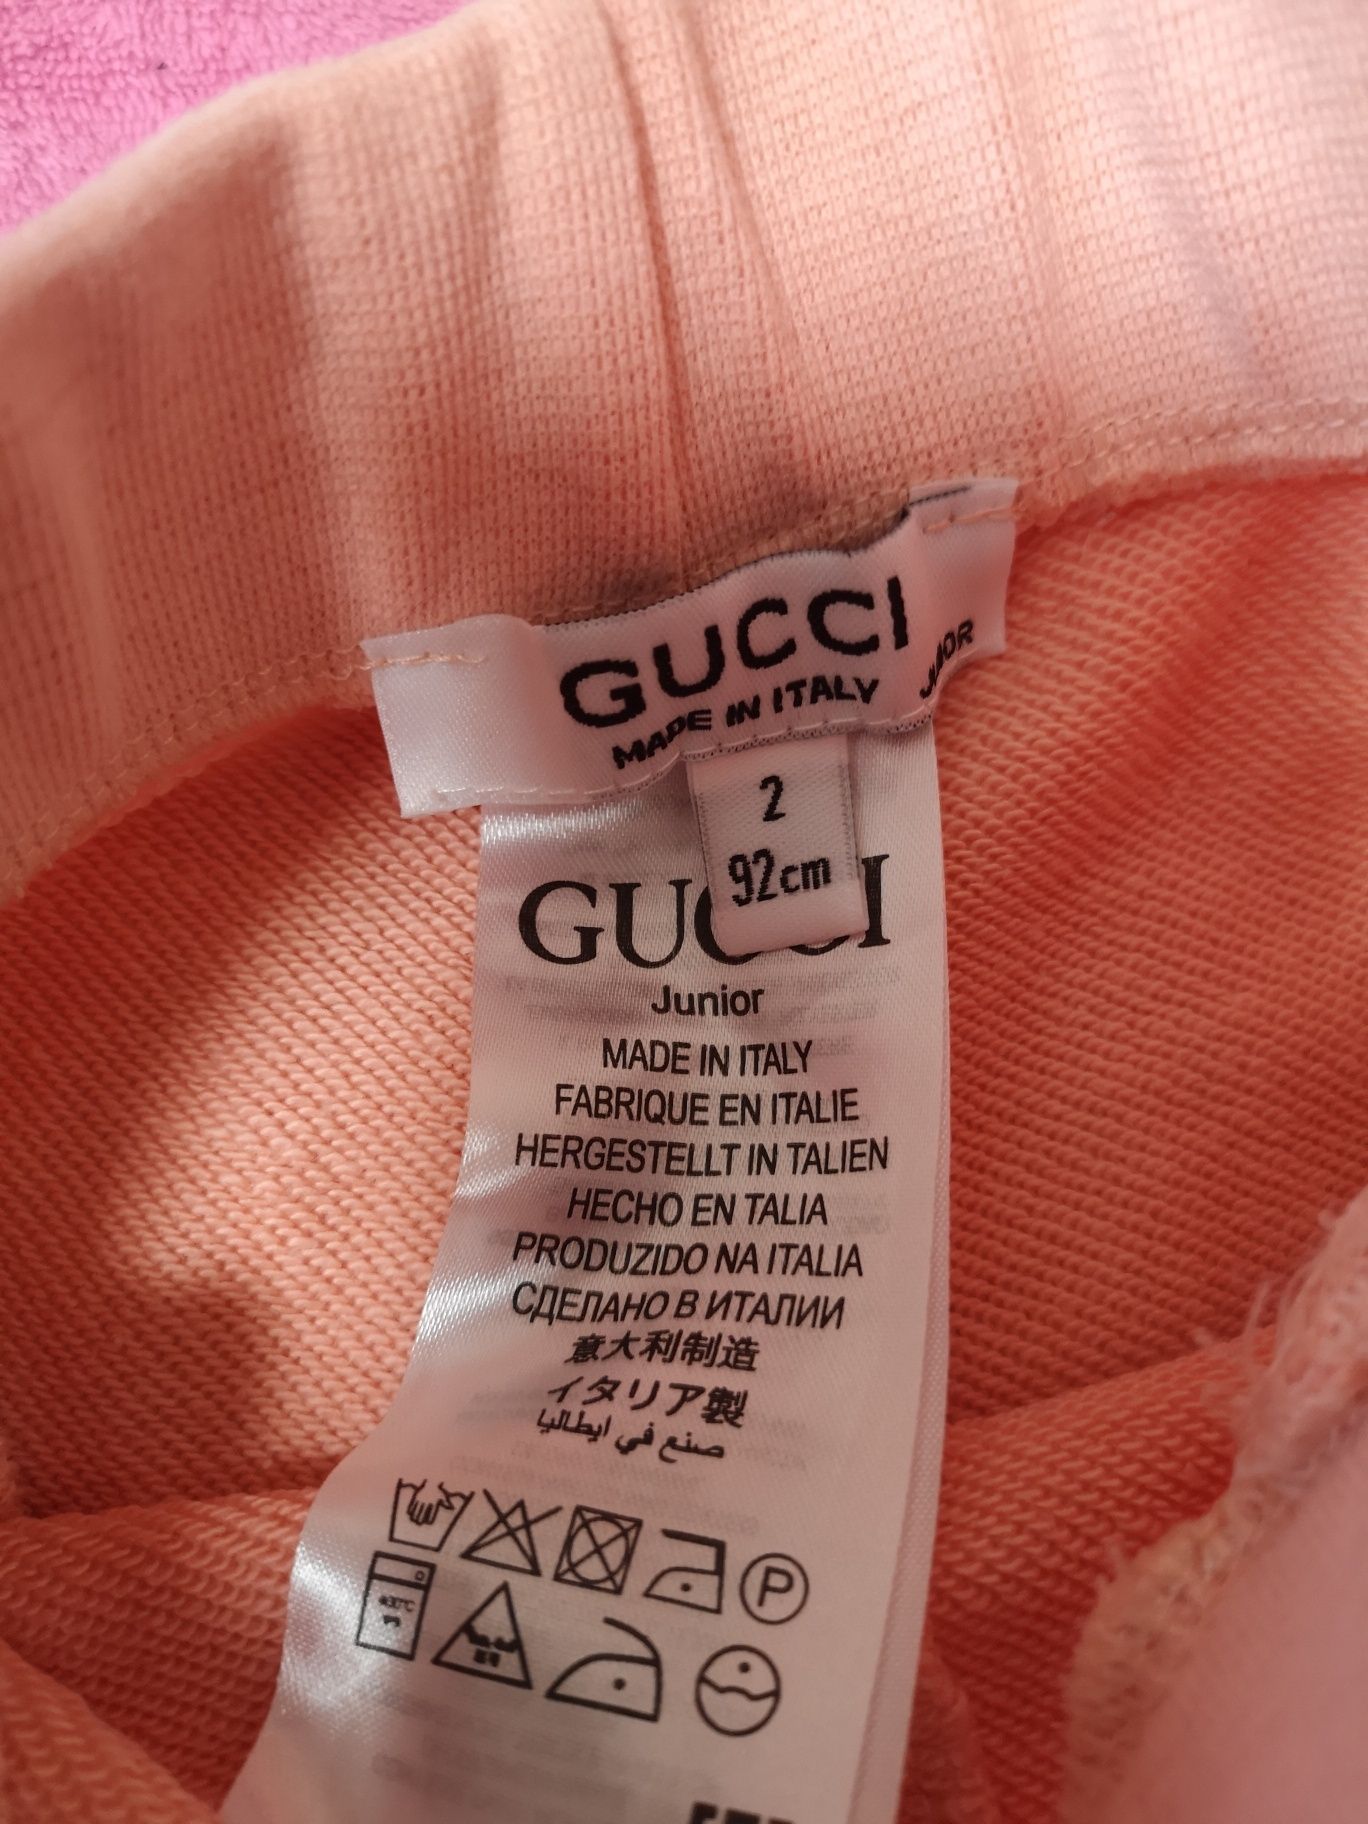 GUCCI
MADE IN ITALY
JUNIOR
2
92cm
GUCCI
Junior
MADE IN ITALY
FABRIQUE EN ITALIE
HERGESTELLT IN TALIEN
HECHO EN TALIA
PRODUZIDO NA ITALIA
СДЕЛАНО В ИТАЛИИ
意大利制造
イタリア製
صنع في ايطاليا
P